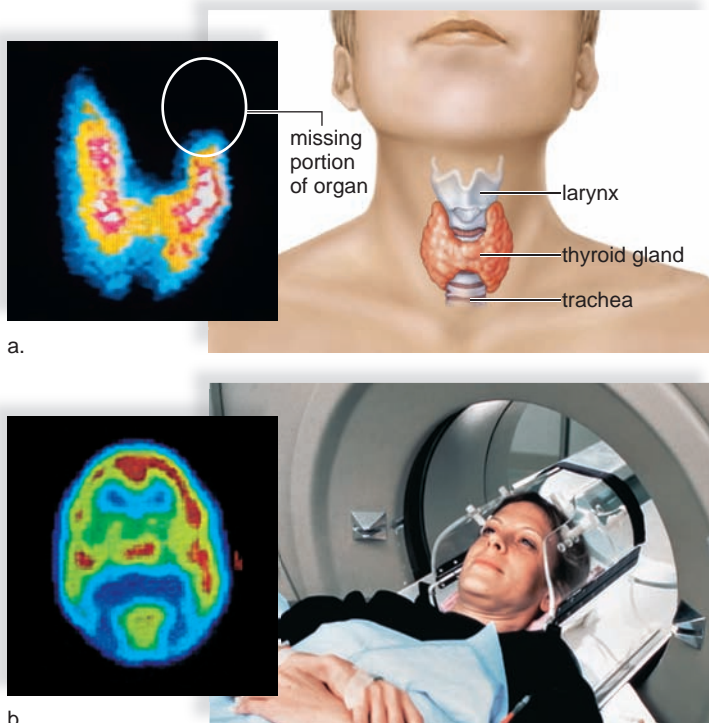 missing
portion
of organ
larynx
thyroid gland
trachea
a.
b.